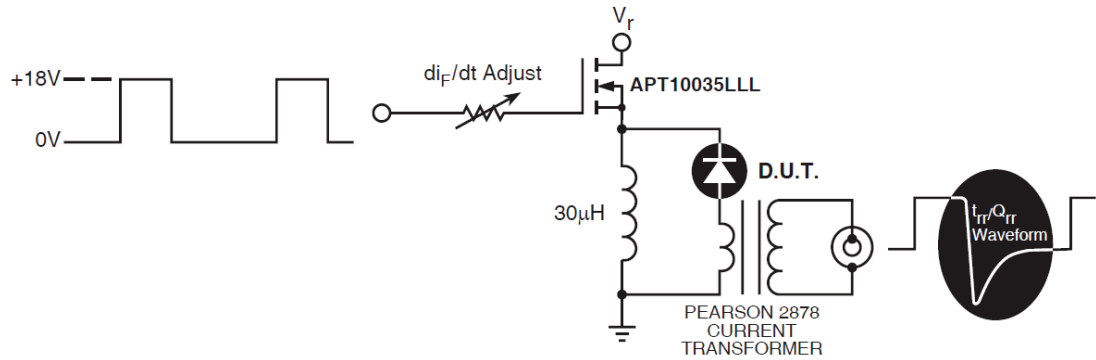 V_r
+18V
di_F/dt Adjust
APT10035LLL
0V
D.U.T.
30μH
t_rr/Q_rr
Waveform
PEARSON 2878
CURRENT
TRANSFORMER